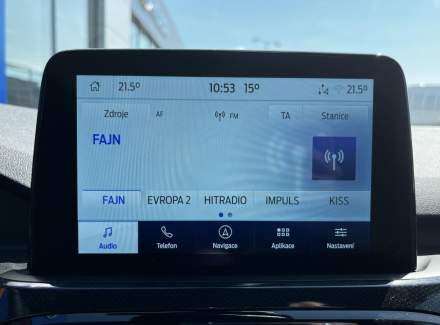 21.5° 10:53 15° 21.5°
Zdroje AF FM TA Stanice
FAJN
FAJN EVROPA 2 HITRADIO IMPULS KISS
Audio Telefon Navigace Aplikace Nastavení